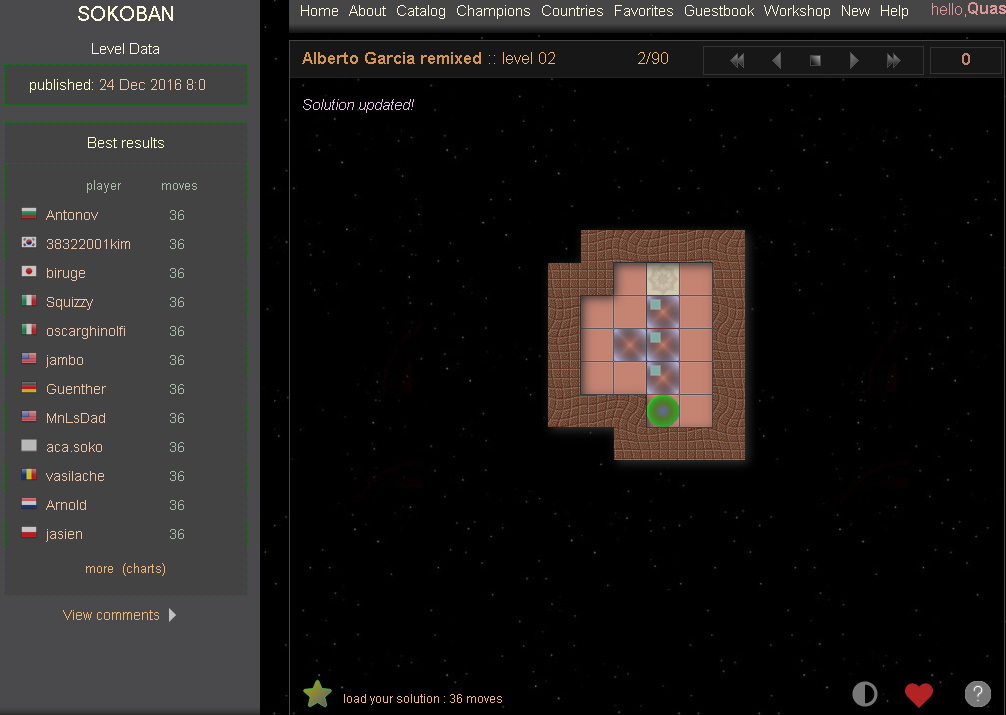 SOKOBAN
Level Data
published: 24 Dec 2016 8:0
Best results
player moves
Antonov 36
38322001kim 36
biruge 36
Squizzy 36
oscarghinolfi 36
jambo 36
Guenther 36
MnLsDad 36
aca.soko 36
vasilache 36
Arnold 36
jasien 36
more (charts)
View comments
Home About Catalog Champions Countries Favorites Guestbook Workshop New Help hello,Quas
Alberto Garcia remixed :: level 02 2/90 0
Solution updated!
load your solution : 36 moves
?